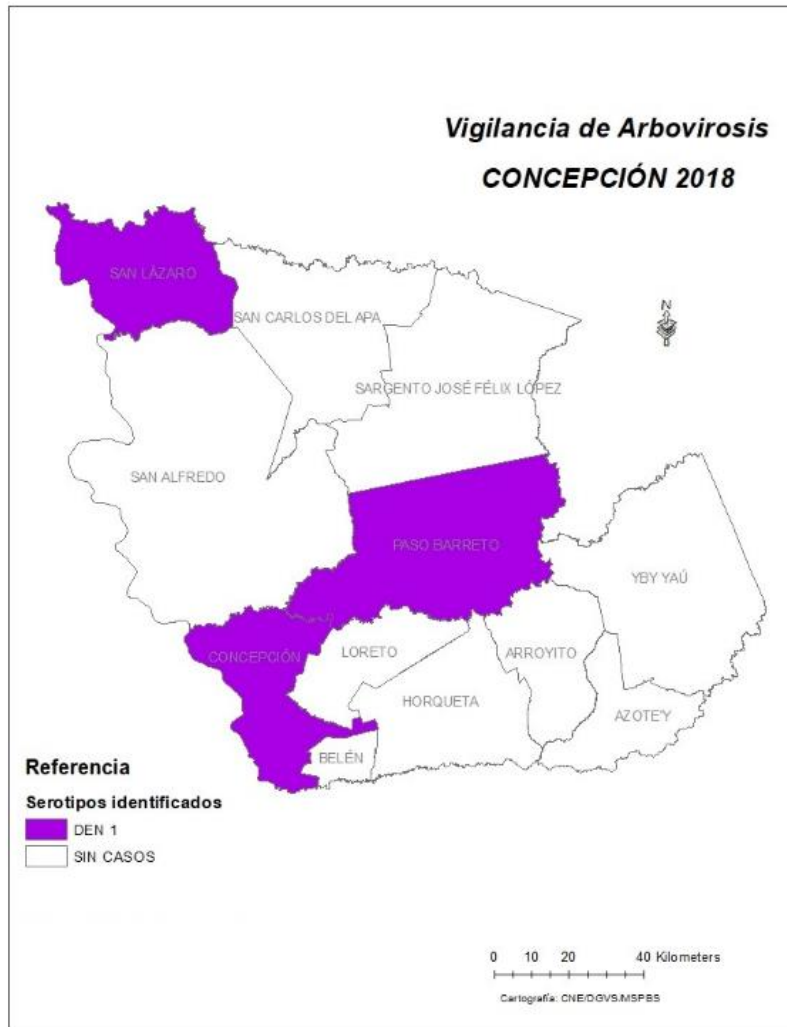 Vigilancia de Arbovirosis
CONCEPCIÓN 2018
SAN LÁZARO
N
SAN CARLOS DEL APA
SARGENTO JOSÉ FÉLIX LÓPEZ
SAN ALFREDO
PASO BARRETO
YBY YAÚ
CONCEPCIÓN
LORETO
ARROYITO
HORQUETA
AZOTE'Y
BELÉN
Referencia
Serotipos identificados
DEN 1
SIN CASOS
0 10 20 40 Kilometers
Cartografía: CNE/DGVS.MSPBS